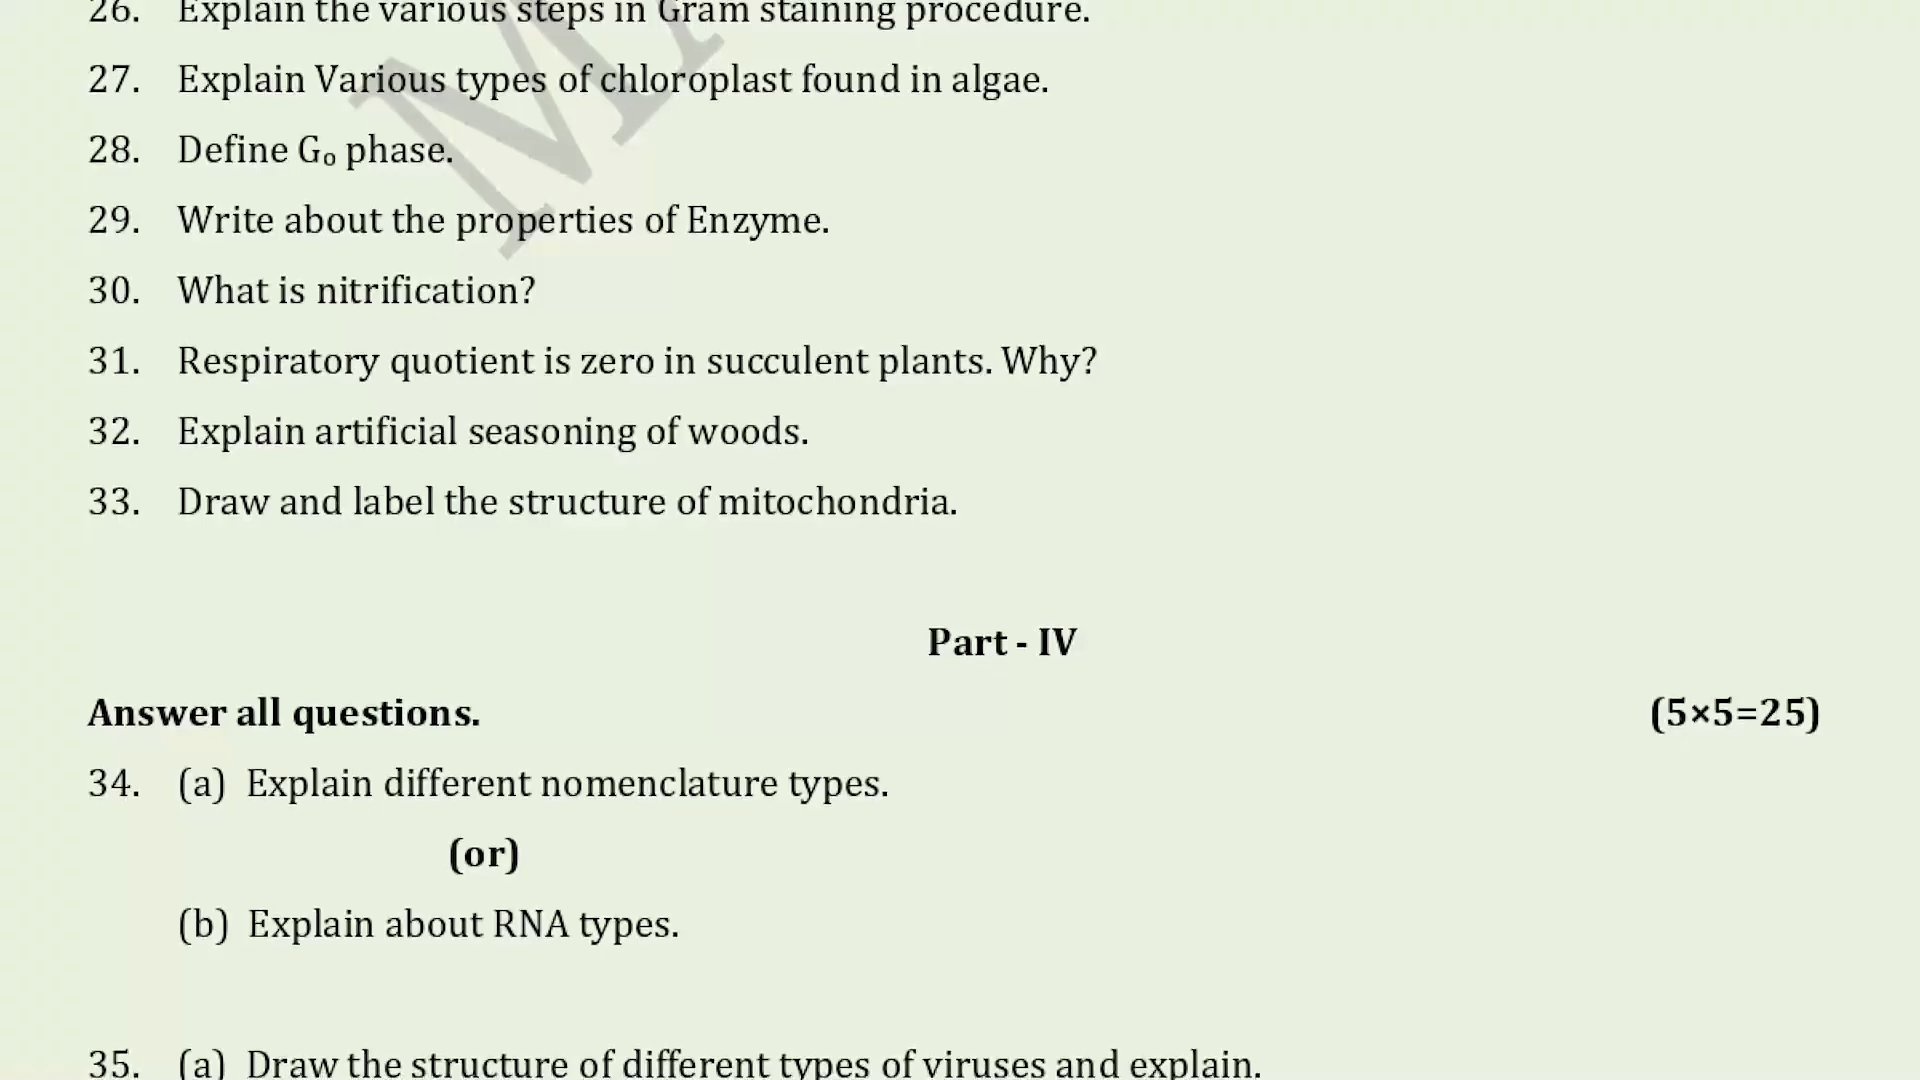 26. Explain the various steps in Gram staining procedure.
27. Explain Various types of chloroplast found in algae.
28. Define G₀ phase.
29. Write about the properties of Enzyme.
30. What is nitrification?
31. Respiratory quotient is zero in succulent plants. Why?
32. Explain artificial seasoning of woods.
33. Draw and label the structure of mitochondria.
Part - IV
Answer all questions. (5×5=25)
34. (a) Explain different nomenclature types.
(or)
(b) Explain about RNA types.
35. (a) Draw the structure of different types of viruses and explain.